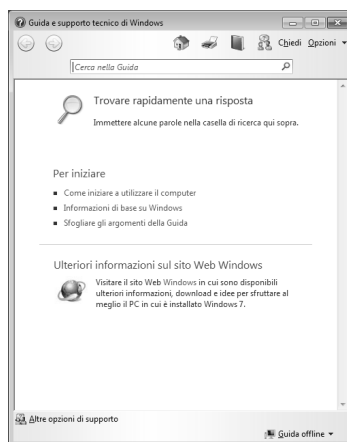 Guida e supporto tecnico di Windows
Chiedi Opzioni
Cerca nella Guida
Trovare rapidamente una risposta
Immettere alcune parole nella casella di ricerca qui sopra.
Per iniziare
Come iniziare a utilizzare il computer
Informazioni di base su Windows
Sfogliare gli argomenti della Guida
Ulteriori informazioni sul sito Web Windows
Visitare il sito Web Windows in cui sono disponibili
ulteriori informazioni, download e idee per sfruttare al
meglio il PC in cui è installato Windows 7.
Altre opzioni di supporto
Guida offline